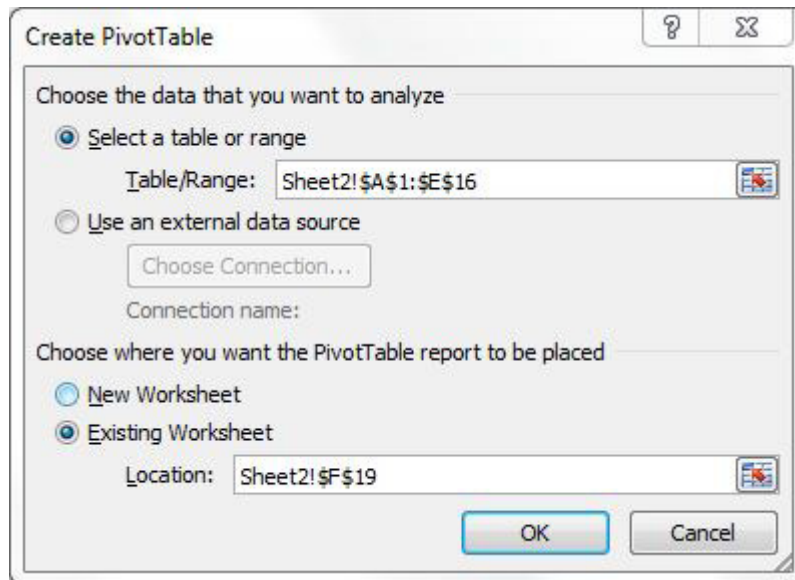 Create PivotTable
Choose the data that you want to analyze
Select a table or range
Table/Range: Sheet2!$A$1:$E$16
Use an external data source
Choose Connection...
Connection name:
Choose where you want the PivotTable report to be placed
New Worksheet
Existing Worksheet
Location: Sheet2!$F$19
OK Cancel